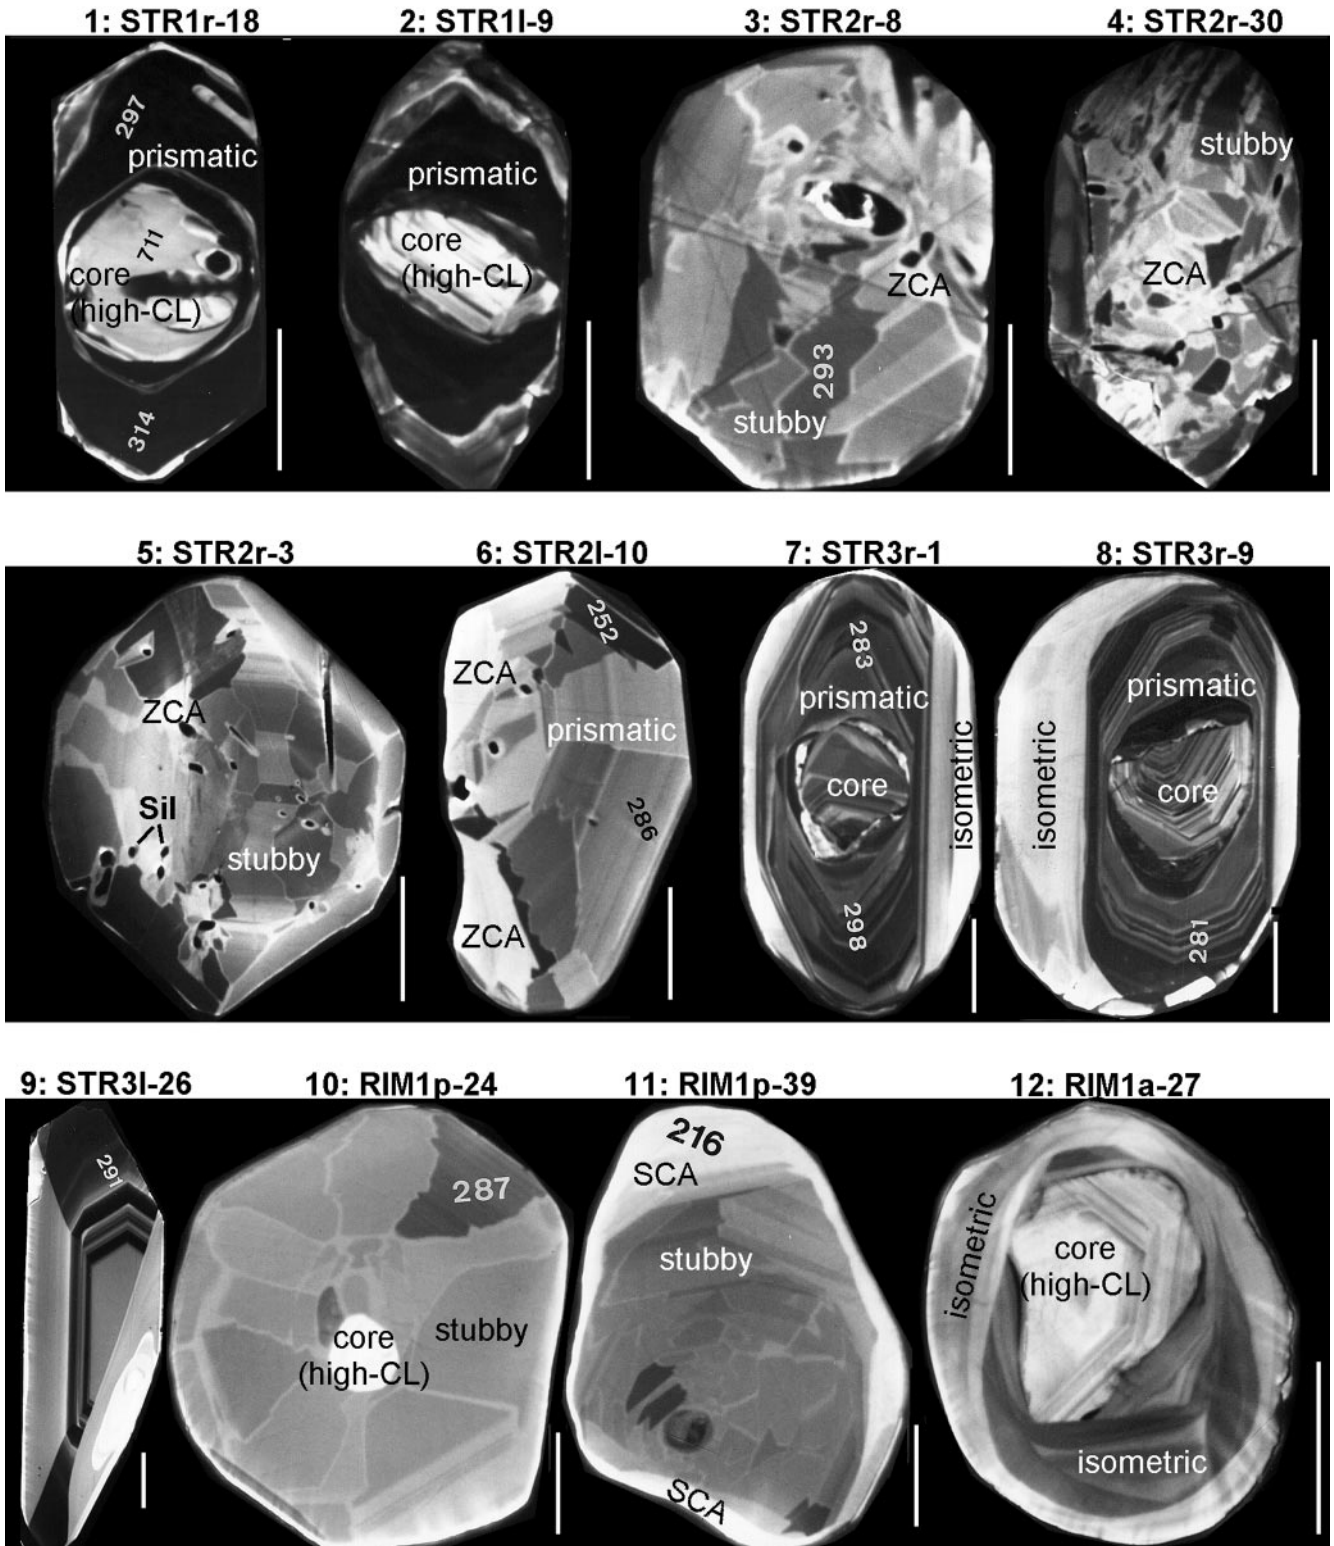 1: STR1r-18
2: STR1l-9
3: STR2r-8
4: STR2r-30
297
prismatic
711
core
(high-CL)
314
prismatic
core
(high-CL)
ZCA
293
stubby
stubby
ZCA
5: STR2r-3
6: STR2l-10
7: STR3r-1
8: STR3r-9
ZCA
Sil
stubby
252
ZCA
prismatic
286
ZCA
283
prismatic
core
isometric
298
isometric
prismatic
core
281
9: STR3l-26
10: RIM1p-24
11: RIM1p-39
12: RIM1a-27
291
287
core
(high-CL)
stubby
216
SCA
stubby
SCA
isometric
core
(high-CL)
isometric